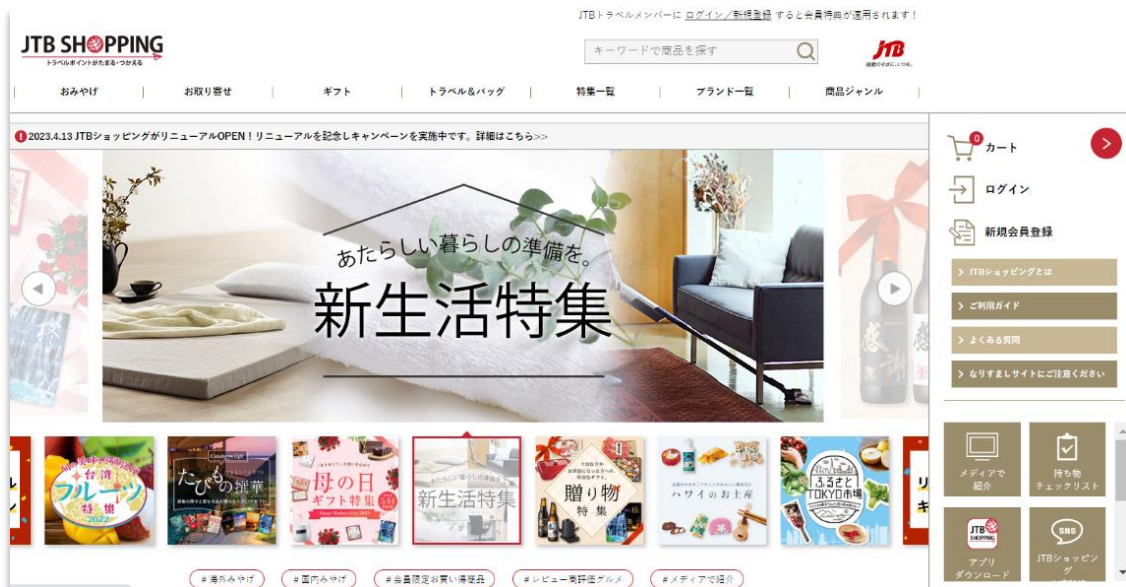 JTBトラベルメンバーに ログイン／新規登録 すると会員特典が適用されます！
JTB SHOPPING
トラベルポイントがたまる・つかえる
キーワードで商品を探す
JTB
おみやげ
お取り寄せ
ギフト
トラベル＆バッグ
特集一覧
ブランド一覧
商品ジャンル
2023.4.13 JTBショッピングがリニューアルOPEN！リニューアルを記念しキャンペーンを実施中です。詳細はこちら>>
あたらしい暮らしの準備を。
新生活特集
感謝
0
カート
ログイン
新規会員登録
JTBショッピングとは
ご利用ガイド
よくある質問
なりすましサイトにご注意ください
メディアで
紹介
持ち物
チェックリスト
JTB
SHOPPING
アプリ
ダウンロード
SNS
JTBショッピン
グ
台湾
フルーツ
特集
2022
たびもの撰華
母の日
ギフト特集
新生活特集
贈り物
特集
ハワイのお土産
ふるさと
TOKYO市場
#海外みやげ
#国内みやげ
#会員限定お買い得商品
#レビュー高評価グルメ
#メディアで紹介